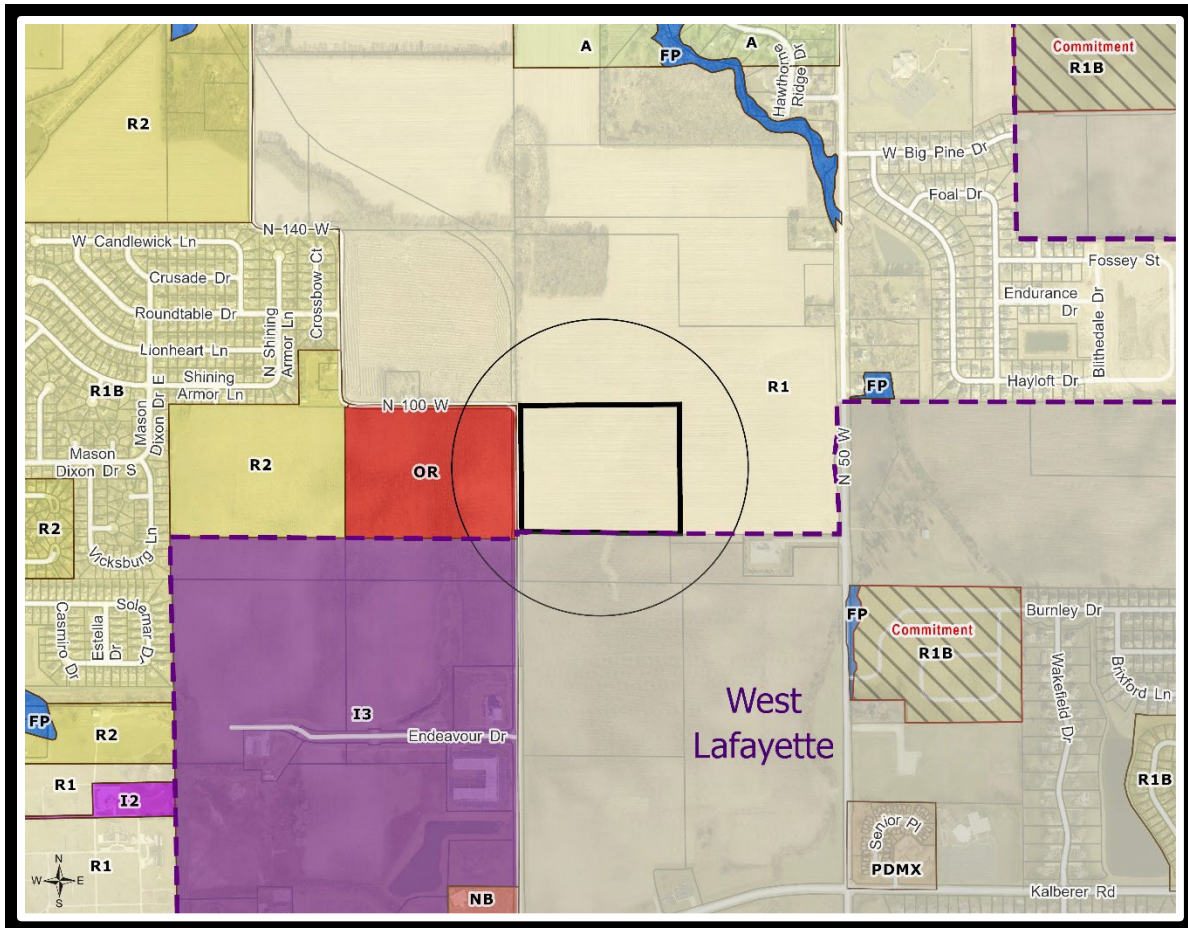 A
FP
A
Hawthorne
Ridge Dr
Commitment
R1B
R2
W Big Pine Dr
Foal Dr
N 140 W
W Candlewick Ln
Crusade Dr
Crossbow Ct
Roundtable Dr
N Shining
Armor Ln
Lionheart Ln
Shining
Armor Ln
R1B
Mason
Dixon Dr E
Fossey St
Endurance
Dr
Blithedale Dr
Hayloft Dr
FP
R1
N 100 W
R2
OR
N 50 W
Mason
Dixon Dr S
R2
Vicksburg Ln
Solemar Dr
Casmiro Dr
Estella
Dr
FP
Commitment
R1B
Burnley Dr
Wakefield Dr
Brixford Ln
West
Lafayette
FP
R2
I3
Endeavour Dr
R1
I2
R1B
R1
Senior Pl
PDMX
NB
Kalberer Rd
N
W E
S